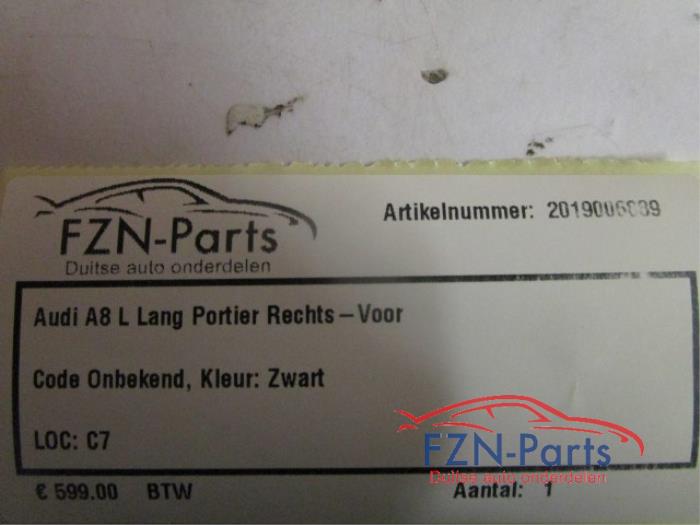 FZN-Parts
Duitse auto onderdelen
Artikelnummer:
Audi A8 L Lang Portier Rechts – Voor
Code Onbekend, Kleur: Zwart
LOC: C7
FZN-Parts
Duitse auto onderdelen
€ 599.00 BTW Aantal: 1